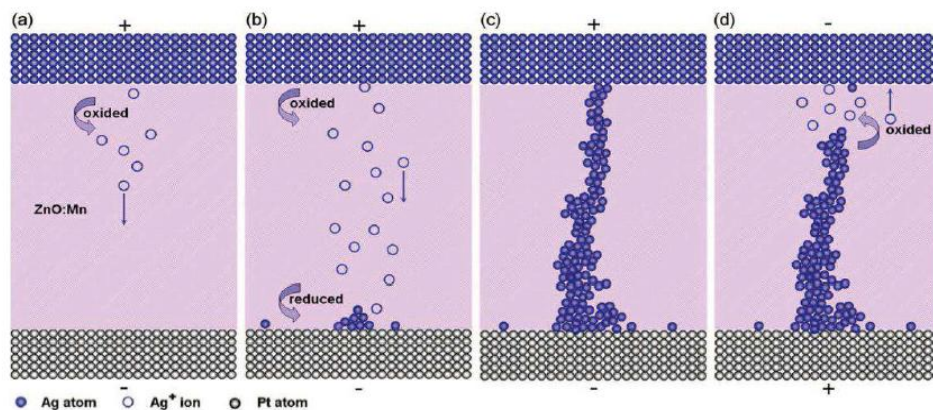 (a) + (b) + (c) + (d) -
oxided
oxided
oxided
ZnO:Mn
reduced
- - - +
Ag atom Ag⁺ ion Pt atom